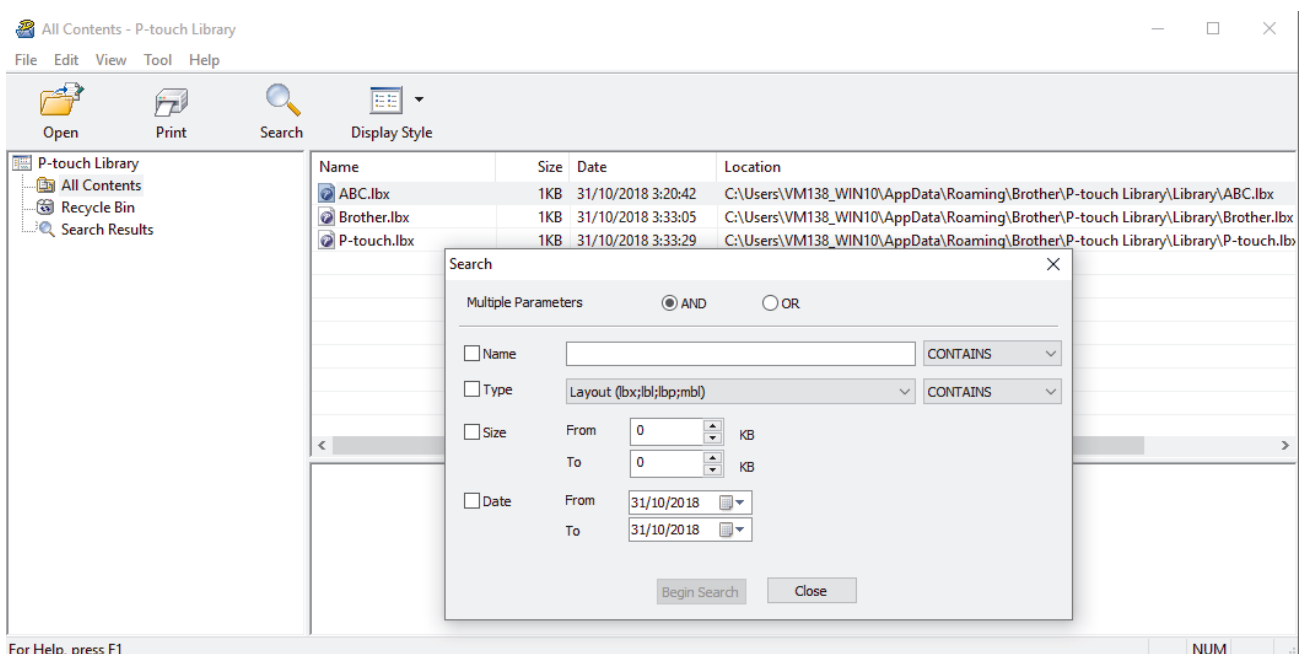 All Contents - P-touch Library
File Edit View Tool Help
Open Print Search Display Style
P-touch Library
All Contents
Recycle Bin
Search Results
Name Size Date Location
ABC.lbx 1KB 31/10/2018 3:20:42 C:\Users\VM138_WIN10\AppData\Roaming\Brother\P-touch Library\Library\ABC.lbx
Brother.lbx 1KB 31/10/2018 3:33:05 C:\Users\VM138_WIN10\AppData\Roaming\Brother\P-touch Library\Library\Brother.lbx
P-touch.lbx 1KB 31/10/2018 3:33:29 C:\Users\VM138_WIN10\AppData\Roaming\Brother\P-touch Library\Library\P-touch.lbx
Search
Multiple Parameters AND OR
Name CONTAINS
Type Layout (lbx;lbl;lbp;mbl) CONTAINS
Size From 0 KB
To 0 KB
Date From 31/10/2018
To 31/10/2018
Begin Search Close
For Help, press F1 NUM